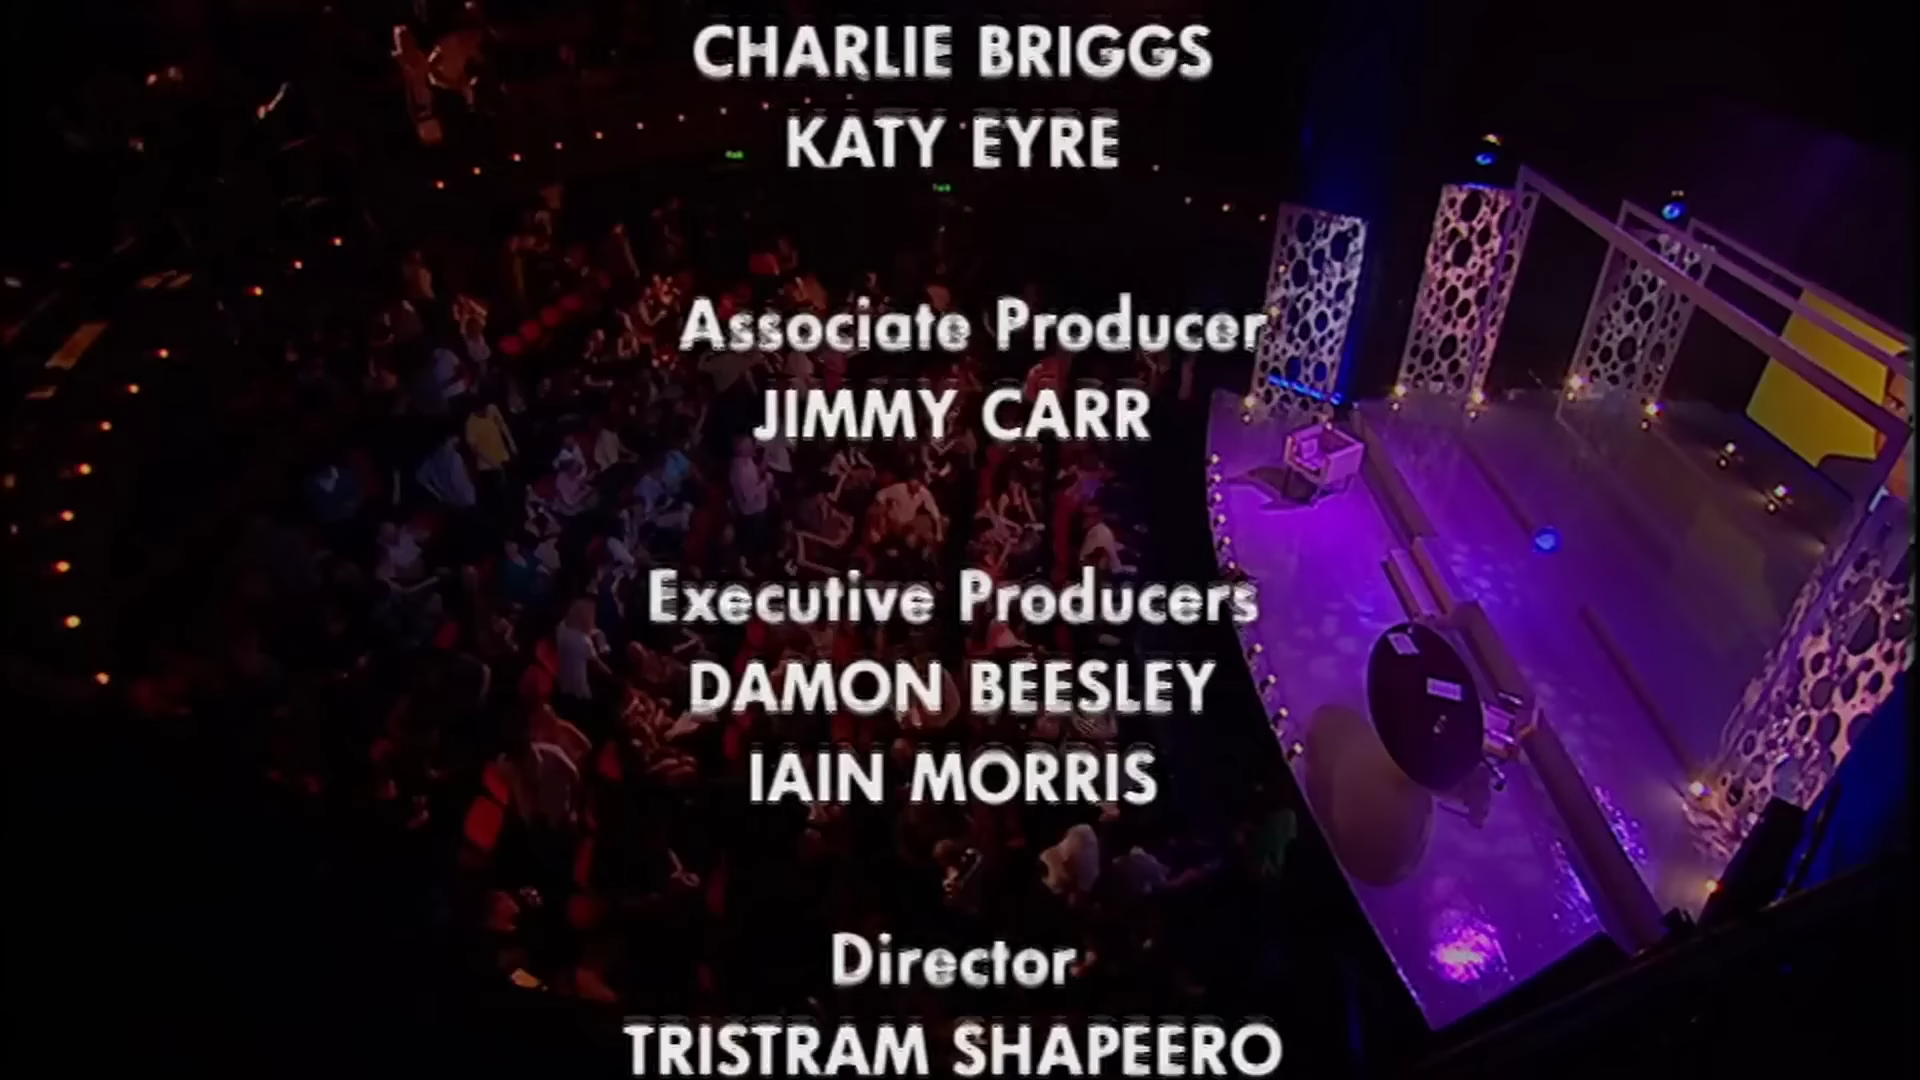 CHARLIE BRIGGS
KATY EYRE
Associate Producer
JIMMY CARR
Executive Producers
DAMON BEESLEY
IAIN MORRIS
Director
TRISTRAM SHAPEERO